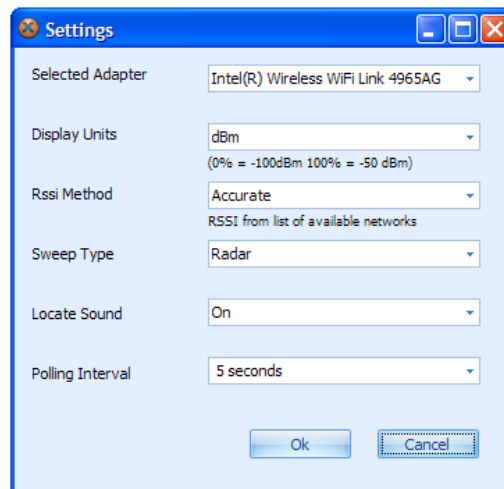 Settings
Selected Adapter Intel(R) Wireless WiFi Link 4965AG
Display Units dBm
(0% = -100dBm 100% = -50 dBm)
Rssi Method Accurate
RSSI from list of available networks
Sweep Type Radar
Locate Sound On
Polling Interval 5 seconds
Ok Cancel